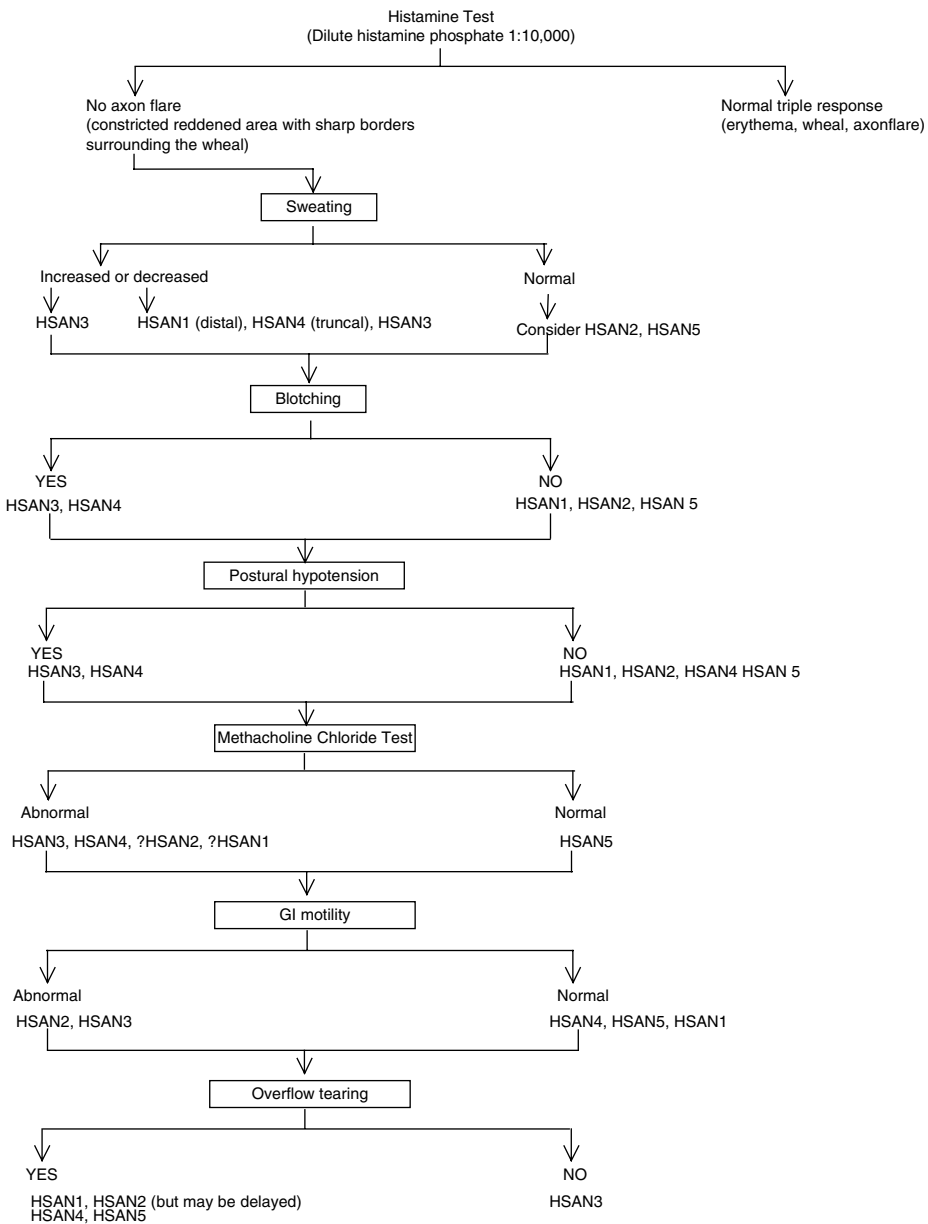 Histamine Test
(Dilute histamine phosphate 1:10,000)
No axon flare
(constricted reddened area with sharp borders
surrounding the wheal)
Normal triple response
(erythema, wheal, axonflare)
Sweating
Increased or decreased
Normal
HSAN3
HSAN1 (distal), HSAN4 (truncal), HSAN3
Consider HSAN2, HSAN5
Blotching
YES
NO
HSAN3, HSAN4
HSAN1, HSAN2, HSAN 5
Postural hypotension
YES
NO
HSAN3, HSAN4
HSAN1, HSAN2, HSAN4 HSAN 5
Methacholine Chloride Test
Abnormal
Normal
HSAN3, HSAN4, ?HSAN2, ?HSAN1
HSAN5
GI motility
Abnormal
Normal
HSAN2, HSAN3
HSAN4, HSAN5, HSAN1
Overflow tearing
YES
NO
HSAN1, HSAN2 (but may be delayed)
HSAN4, HSAN5
HSAN3